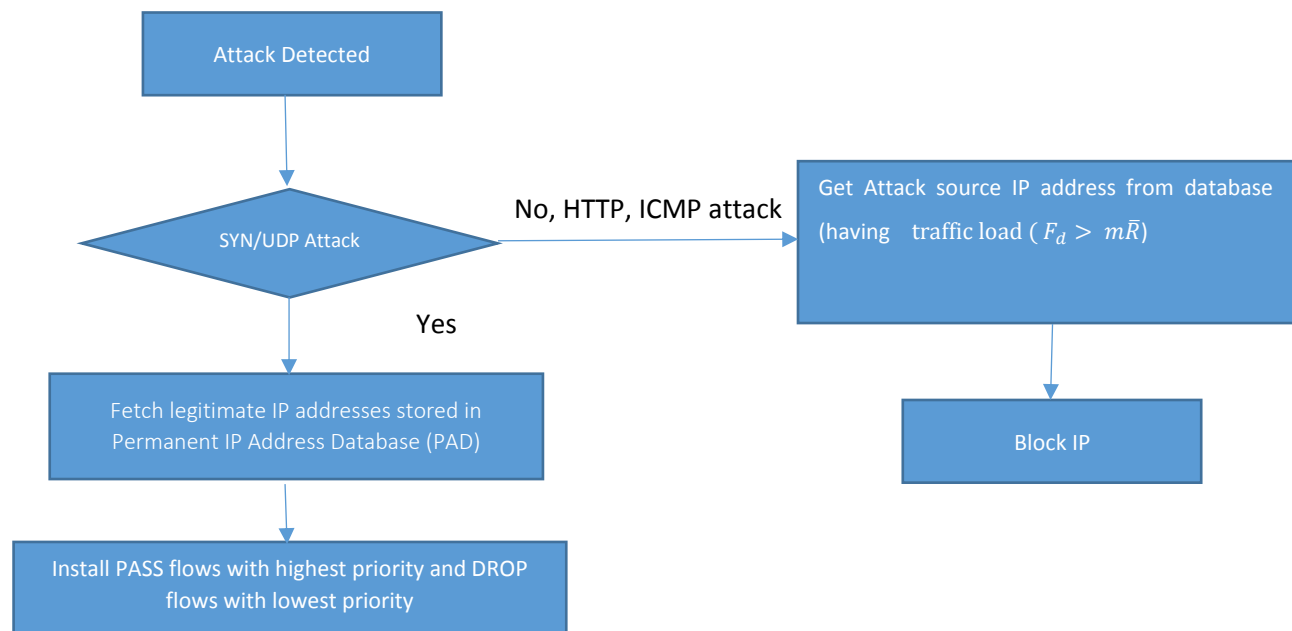 Attack Detected
SYN/UDP Attack
No, HTTP, ICMP attack
Get Attack source IP address from database
(having traffic load ( F_d > mR̄)
Yes
Fetch legitimate IP addresses stored in
Permanent IP Address Database (PAD)
Block IP
Install PASS flows with highest priority and DROP
flows with lowest priority